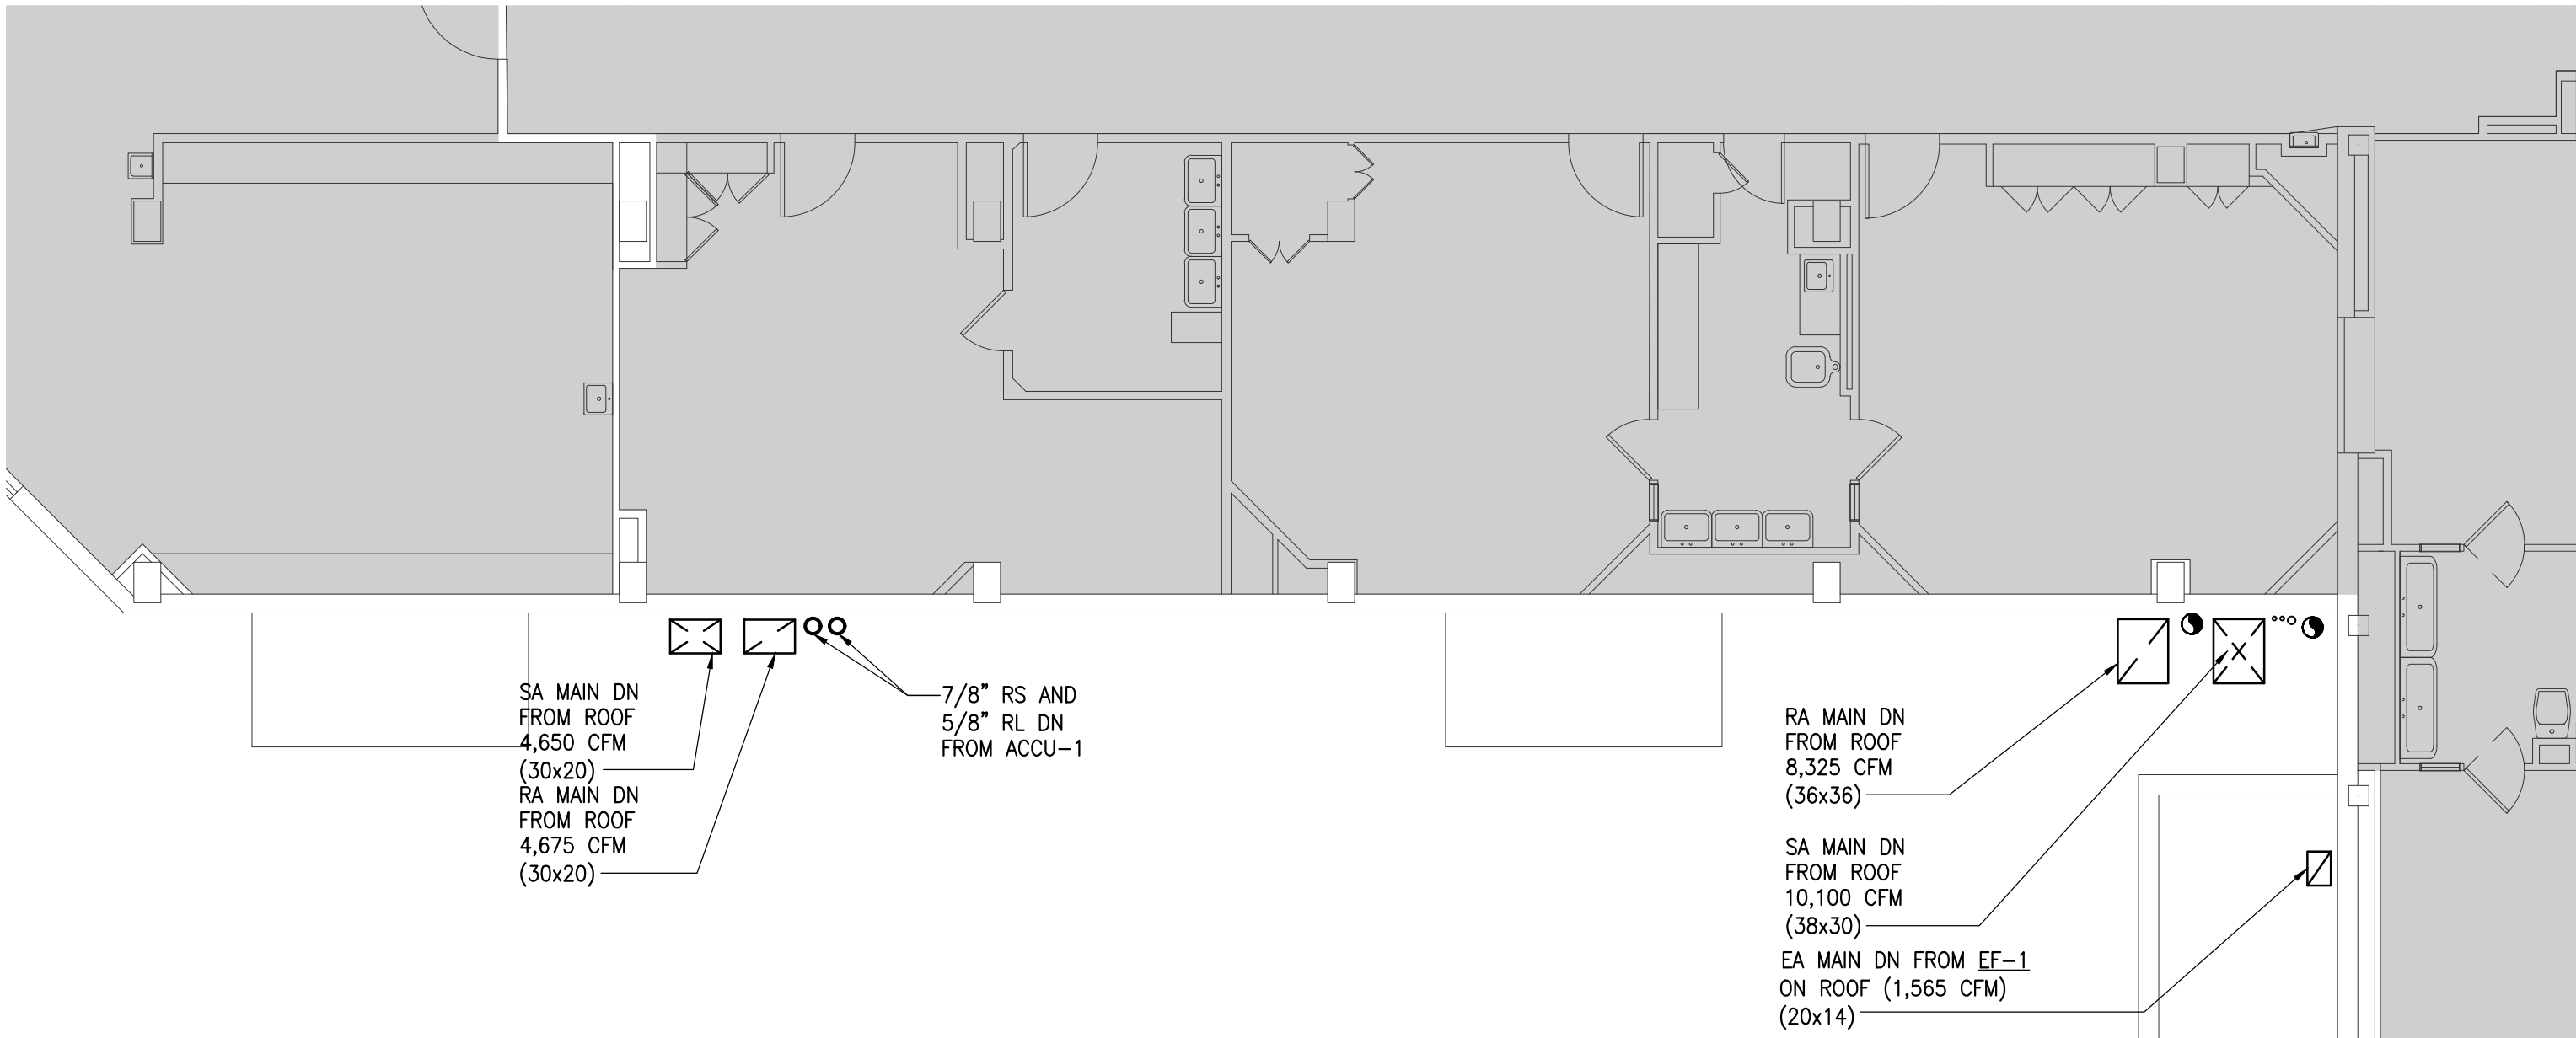 SA MAIN DN
FROM ROOF
4,650 CFM
(30x20)
RA MAIN DN
FROM ROOF
4,675 CFM
(30x20)
7/8" RS AND
5/8" RL DN
FROM ACCU-1
RA MAIN DN
FROM ROOF
8,325 CFM
(36x36)
SA MAIN DN
FROM ROOF
10,100 CFM
(38x30)
EA MAIN DN FROM EF-1
ON ROOF (1,565 CFM)
(20x14)